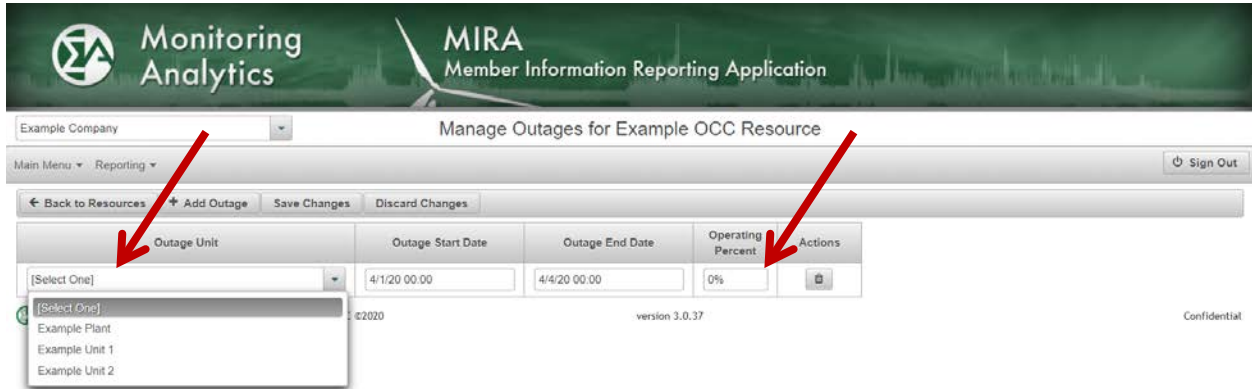 Monitoring
Analytics
MIRA
Member Information Reporting Application
Example Company
Manage Outages for Example OCC Resource
Main Menu Reporting
Sign Out
Back to Resources + Add Outage Save Changes Discard Changes
Outage Unit Outage Start Date Outage End Date Operating Percent Actions
[Select One] 4/1/20 00:00 4/4/20 00:00 0%
[Select One]
©2020 version 3.0.37 Confidential
Example Plant
Example Unit 1
Example Unit 2